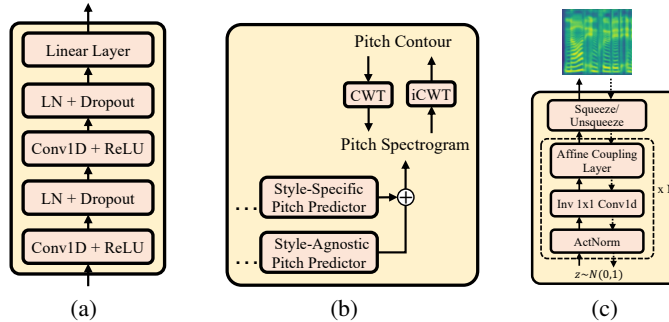 Linear Layer
LN + Dropout
Conv1D + ReLU
LN + Dropout
Conv1D + ReLU
(a)
Pitch Contour
CWT
iCWT
Pitch Spectrogram
... Style-Specific
Pitch Predictor
... Style-Agnostic
Pitch Predictor
(b)
Squeeze/
Unsqueeze
Affine Coupling
Layer
Inv 1x1 Conv1d
x
ActNorm
z~N(0,1)
(c)